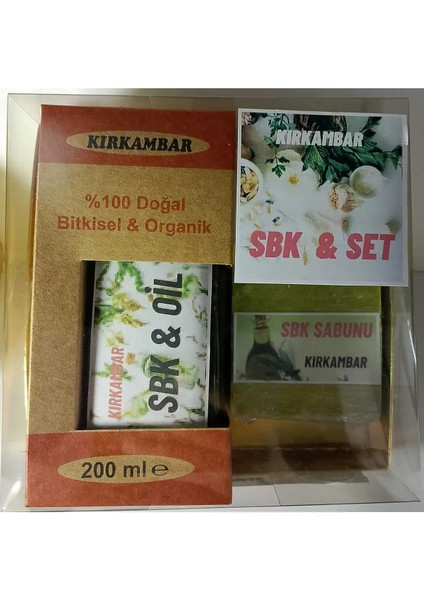 KIRKAMBAR
%100 Doğal
Bitkisel & Organik
KIRKAMBAR
SBK & OİL
200 ml e
KIRKAMBAR
SBK & SET
SBK SABUNU
KIRKAMBAR